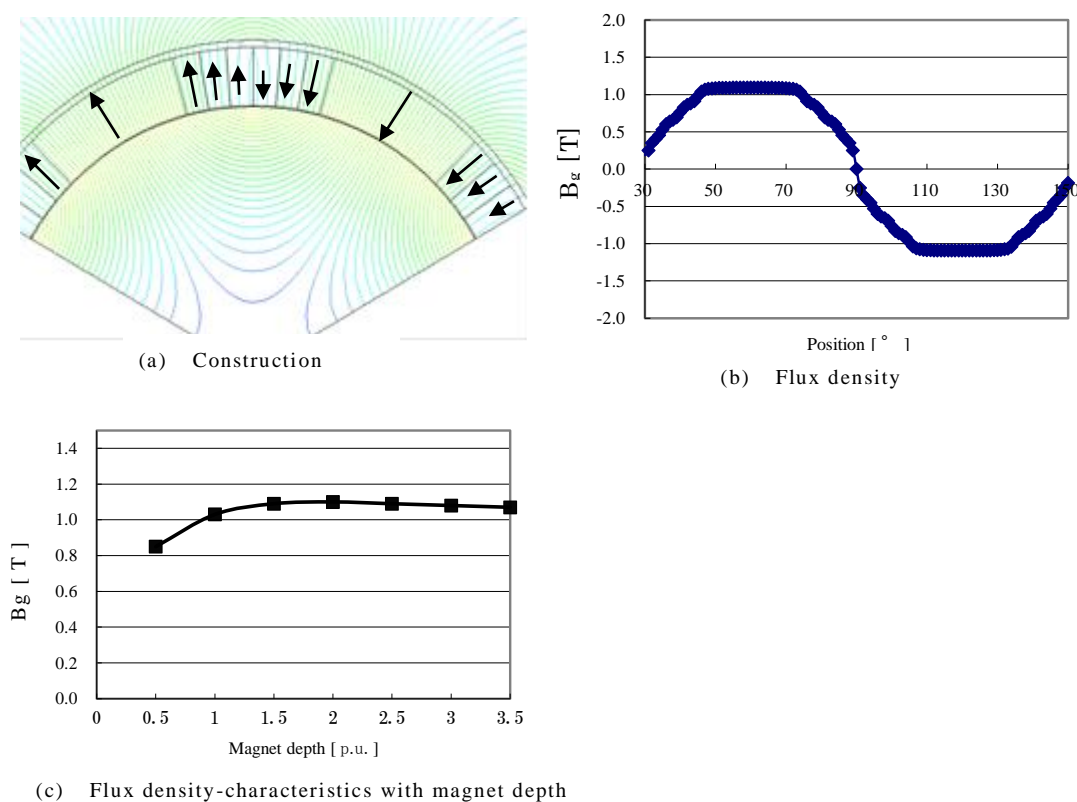 (a) Construction
2.0
1.5
1.0
0.5
0.0
-0.5
-1.0
-1.5
-2.0
30 50 70 90 110 130 150
B_g [T]
Position [ ° ]
(b) Flux density
1.4
1.2
1.0
0.8
0.6
0.4
0.2
0.0
0 0.5 1 1.5 2 2.5 3 3.5
Bg [ T ]
Magnet depth [ p.u. ]
(c) Flux density-characteristics with magnet depth